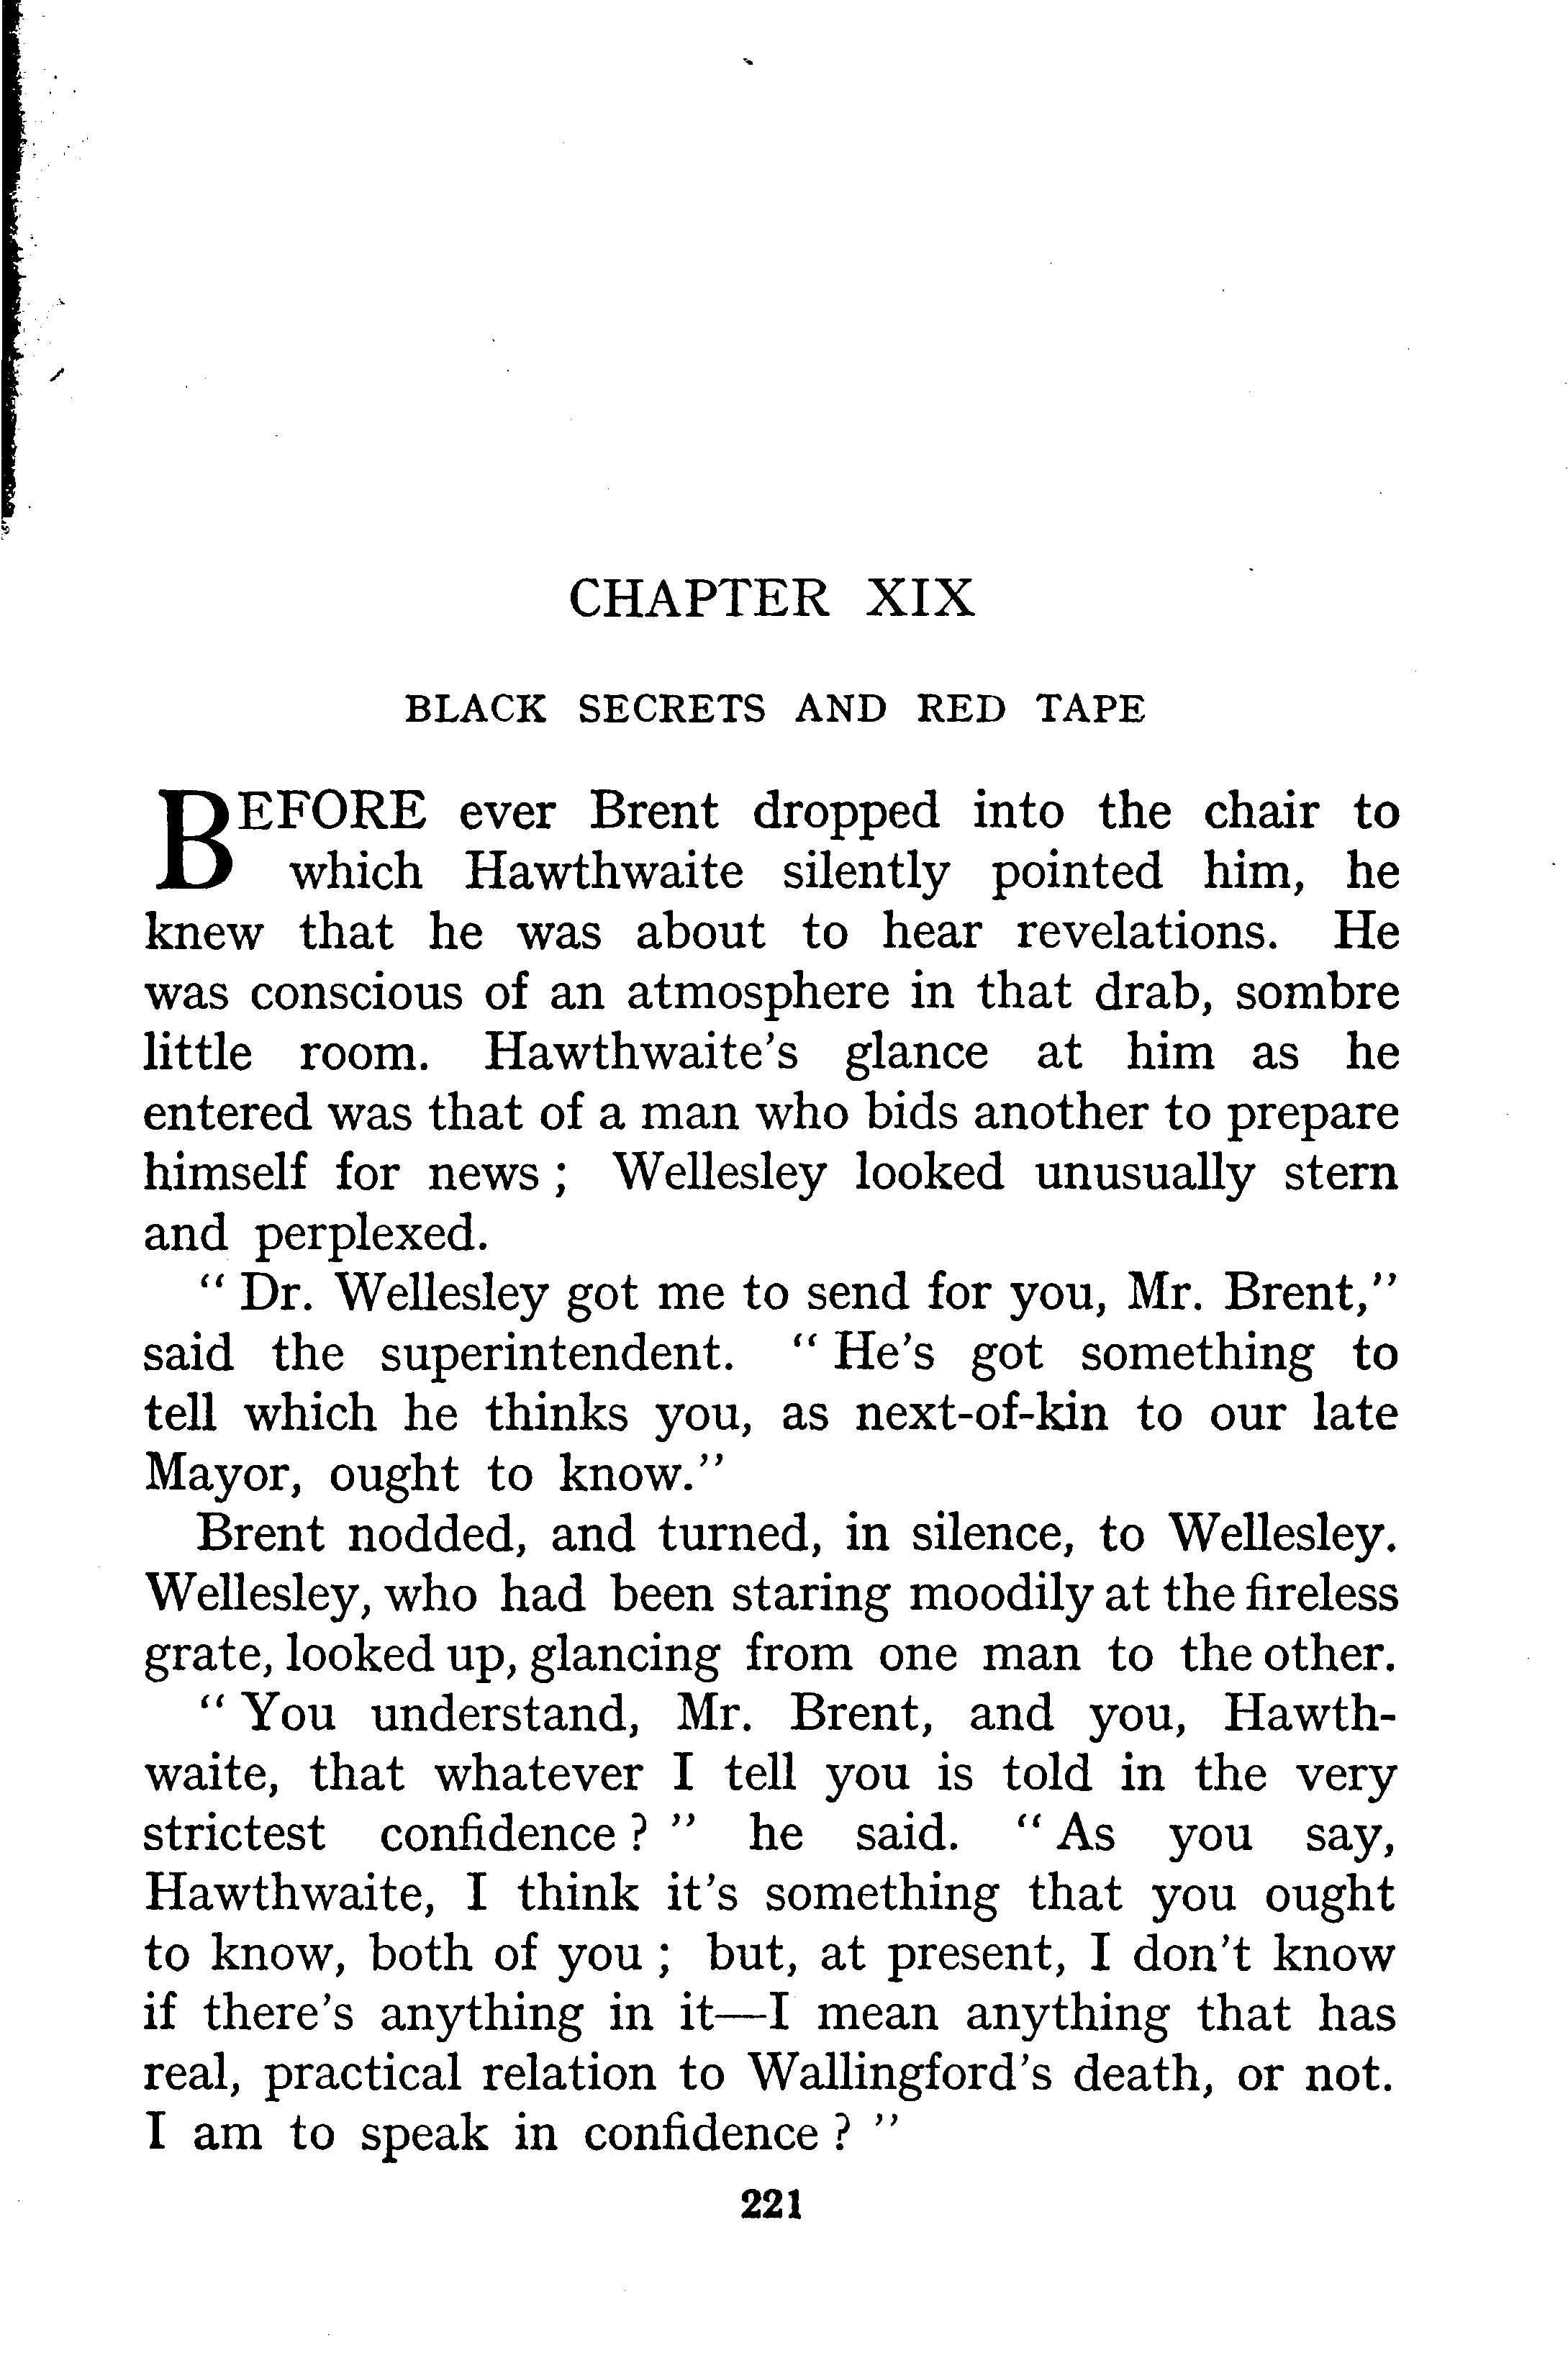 CHAPTER XIX
BLACK SECRETS AND RED TAPE
BEFORE ever Brent dropped into the chair to
which Hawthwaite silently pointed him, he
knew that he was about to hear revelations. He
was conscious of an atmosphere in that drab, sombre
little room. Hawthwaite's glance at him as he
entered was that of a man who bids another to prepare
himself for news ; Wellesley looked unusually stern
and perplexed.
“ Dr. Wellesley got me to send for you, Mr. Brent,”
said the superintendent. “ He's got something to
tell which he thinks you, as next-of-kin to our late
Mayor, ought to know.”
Brent nodded, and turned, in silence, to Wellesley.
Wellesley, who had been staring moodily at the fireless
grate, looked up, glancing from one man to the other.
“ You understand, Mr. Brent, and you, Hawth-
waite, that whatever I tell you is told in the very
strictest confidence ? ” he said. “ As you say,
Hawthwaite, I think it's something that you ought
to know, both of you ; but, at present, I don't know
if there's anything in it—I mean anything that has
real, practical relation to Wallingford's death, or not.
I am to speak in confidence ? ”
221